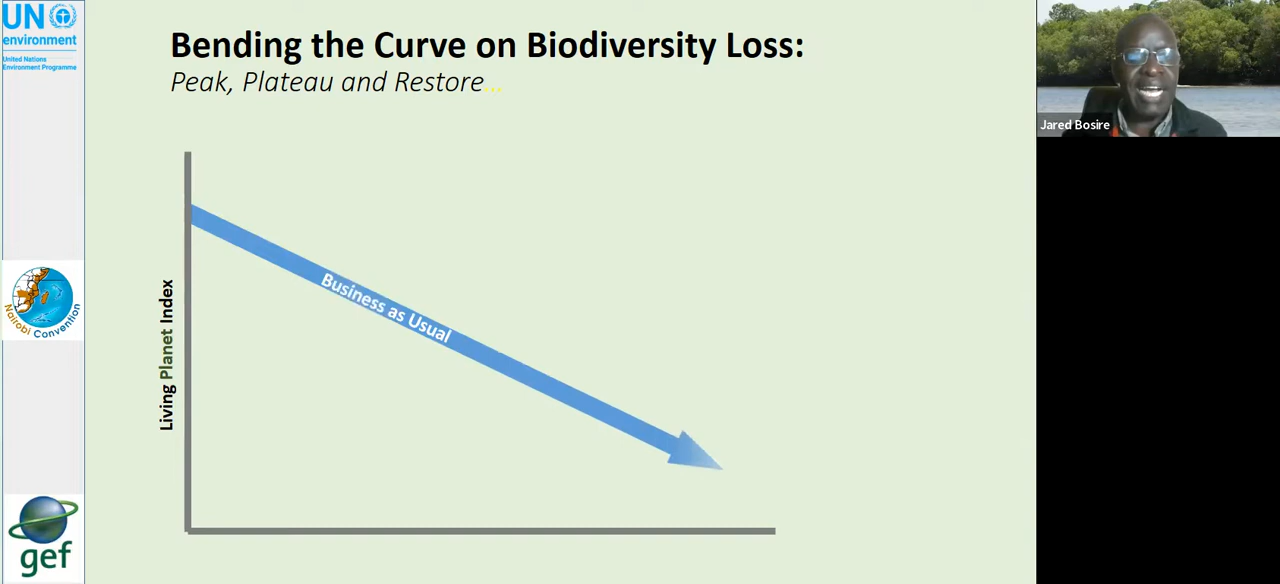 UN
environment
United Nations
Environment Programme
Bending the Curve on Biodiversity Loss:
Peak, Plateau and Restore...
Jared Bosire
Business as Usual
Living Planet Index
Nairobi Convention
gef